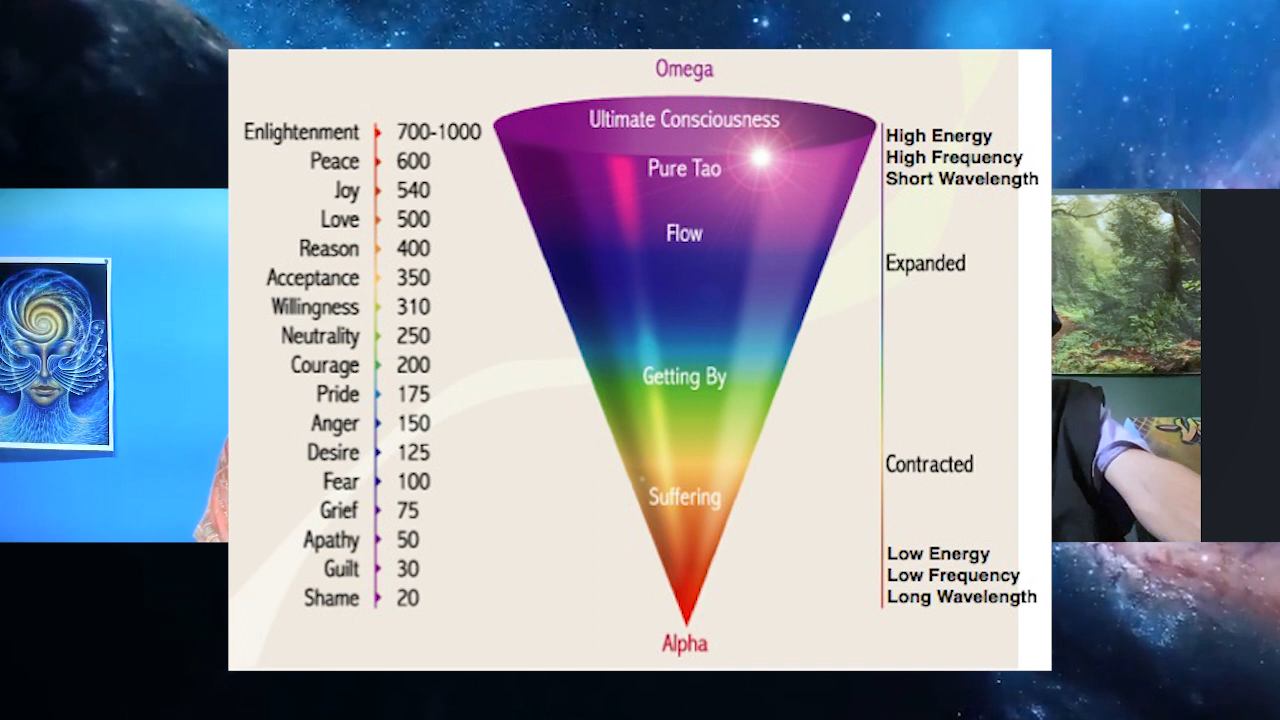 Omega
Enlightenment 700-1000
Peace 600
Joy 540
Love 500
Reason 400
Acceptance 350
Willingness 310
Neutrality 250
Courage 200
Pride 175
Anger 150
Desire 125
Fear 100
Grief 75
Apathy 50
Guilt 30
Shame 20
Ultimate Consciousness
Pure Tao
Flow
Getting By
Suffering
Alpha
High Energy
High Frequency
Short Wavelength
Expanded
Contracted
Low Energy
Low Frequency
Long Wavelength